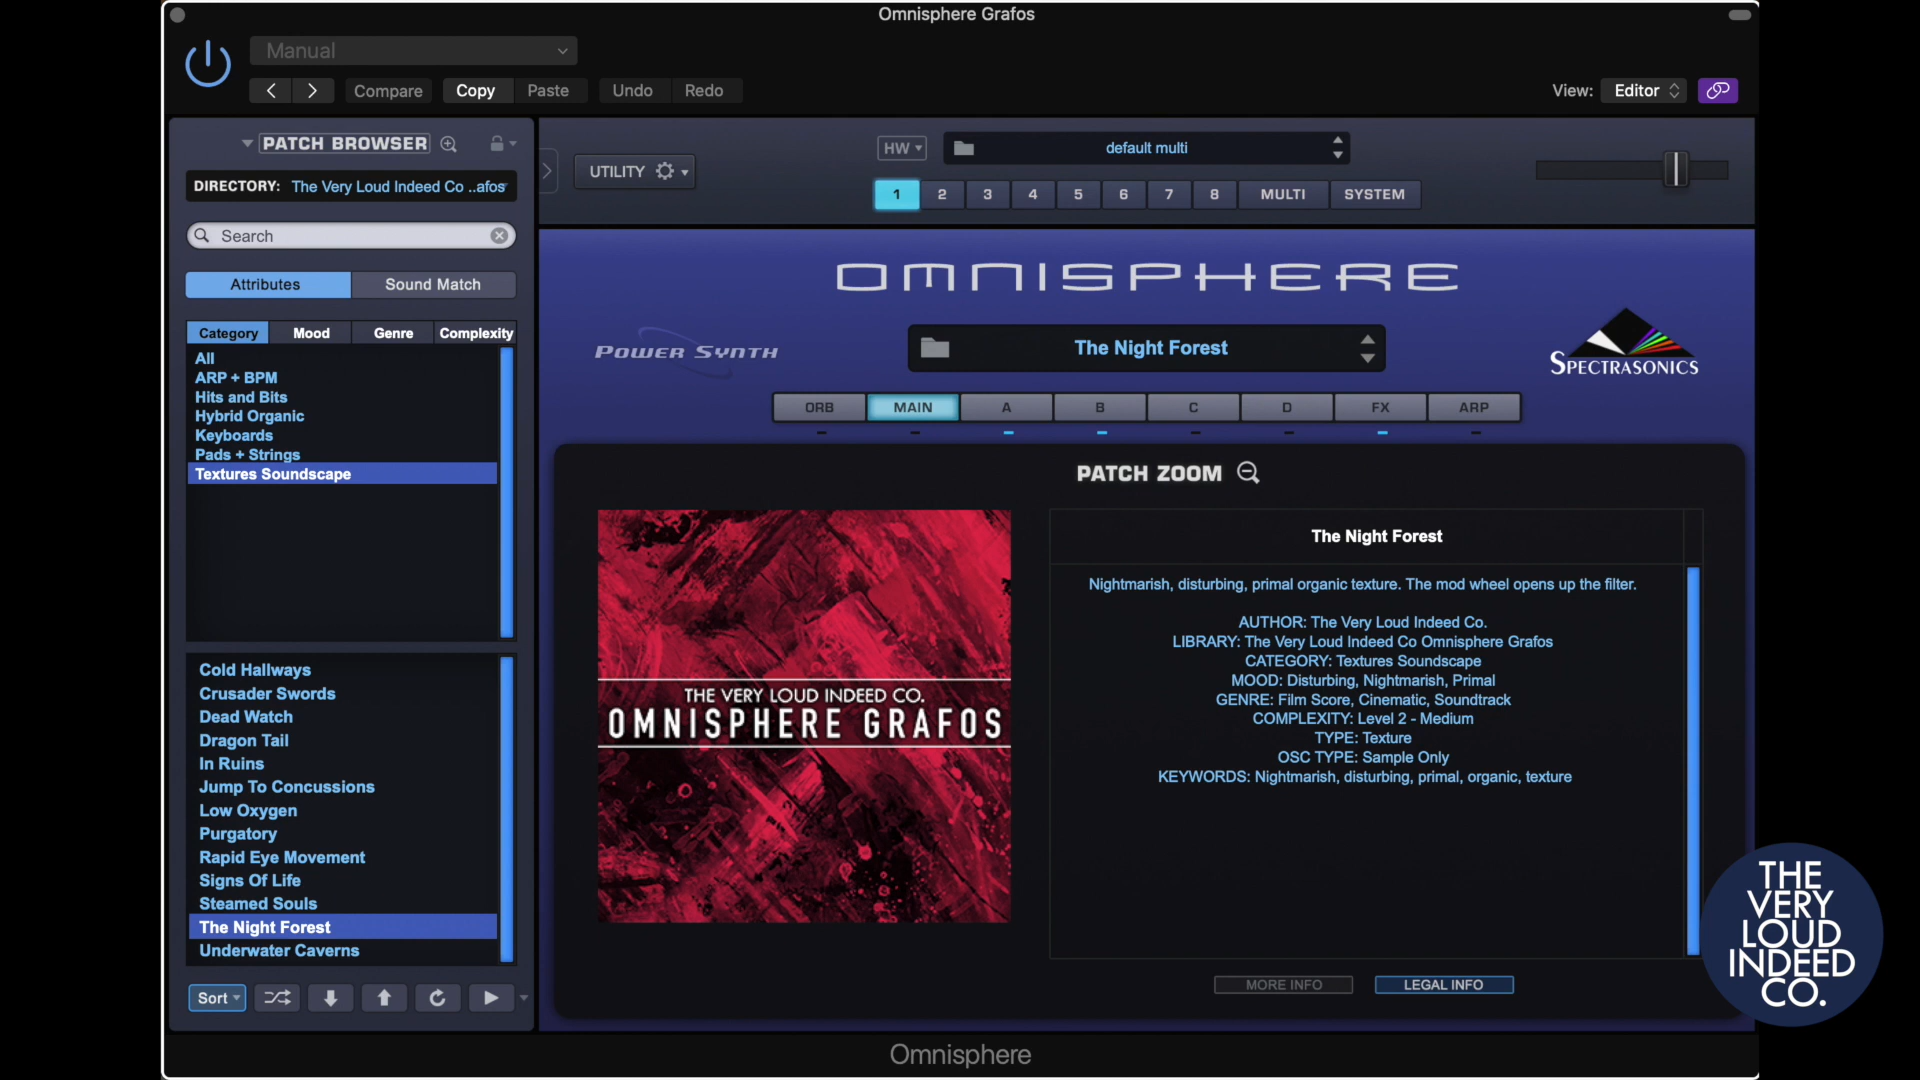 Omnisphere Grafos
Manual
Compare
Copy
Paste
Undo
Redo
View:
Editor
PATCH BROWSER
DIRECTORY: The Very Loud Indeed Co ..afos
Search
Attributes
Sound Match
Category
Mood
Genre
Complexity
All
ARP + BPM
Hits and Bits
Hybrid Organic
Keyboards
Pads + Strings
Textures Soundscape
Cold Hallways
Crusader Swords
Dead Watch
Dragon Tail
In Ruins
Jump To Concussions
Low Oxygen
Purgatory
Rapid Eye Movement
Signs Of Life
Steamed Souls
The Night Forest
Underwater Caverns
Sort
UTILITY
HW
default multi
1 2 3 4 5 6 7 8 MULTI SYSTEM
OMNISPHERE
POWER SYNTH
The Night Forest
SPECTRASONICS
ORB MAIN A B C D FX ARP
PATCH ZOOM
THE VERY LOUD INDEED CO.
OMNISPHERE GRAFOS
The Night Forest
Nightmarish, disturbing, primal organic texture. The mod wheel opens up the filter.
AUTHOR: The Very Loud Indeed Co.
LIBRARY: The Very Loud Indeed Co Omnisphere Grafos
CATEGORY: Textures Soundscape
MOOD: Disturbing, Nightmarish, Primal
GENRE: Film Score, Cinematic, Soundtrack
COMPLEXITY: Level 2 - Medium
TYPE: Texture
OSC TYPE: Sample Only
KEYWORDS: Nightmarish, disturbing, primal, organic, texture
MORE INFO
LEGAL INFO
THE
VERY
LOUD
INDEED
CO.
Omnisphere